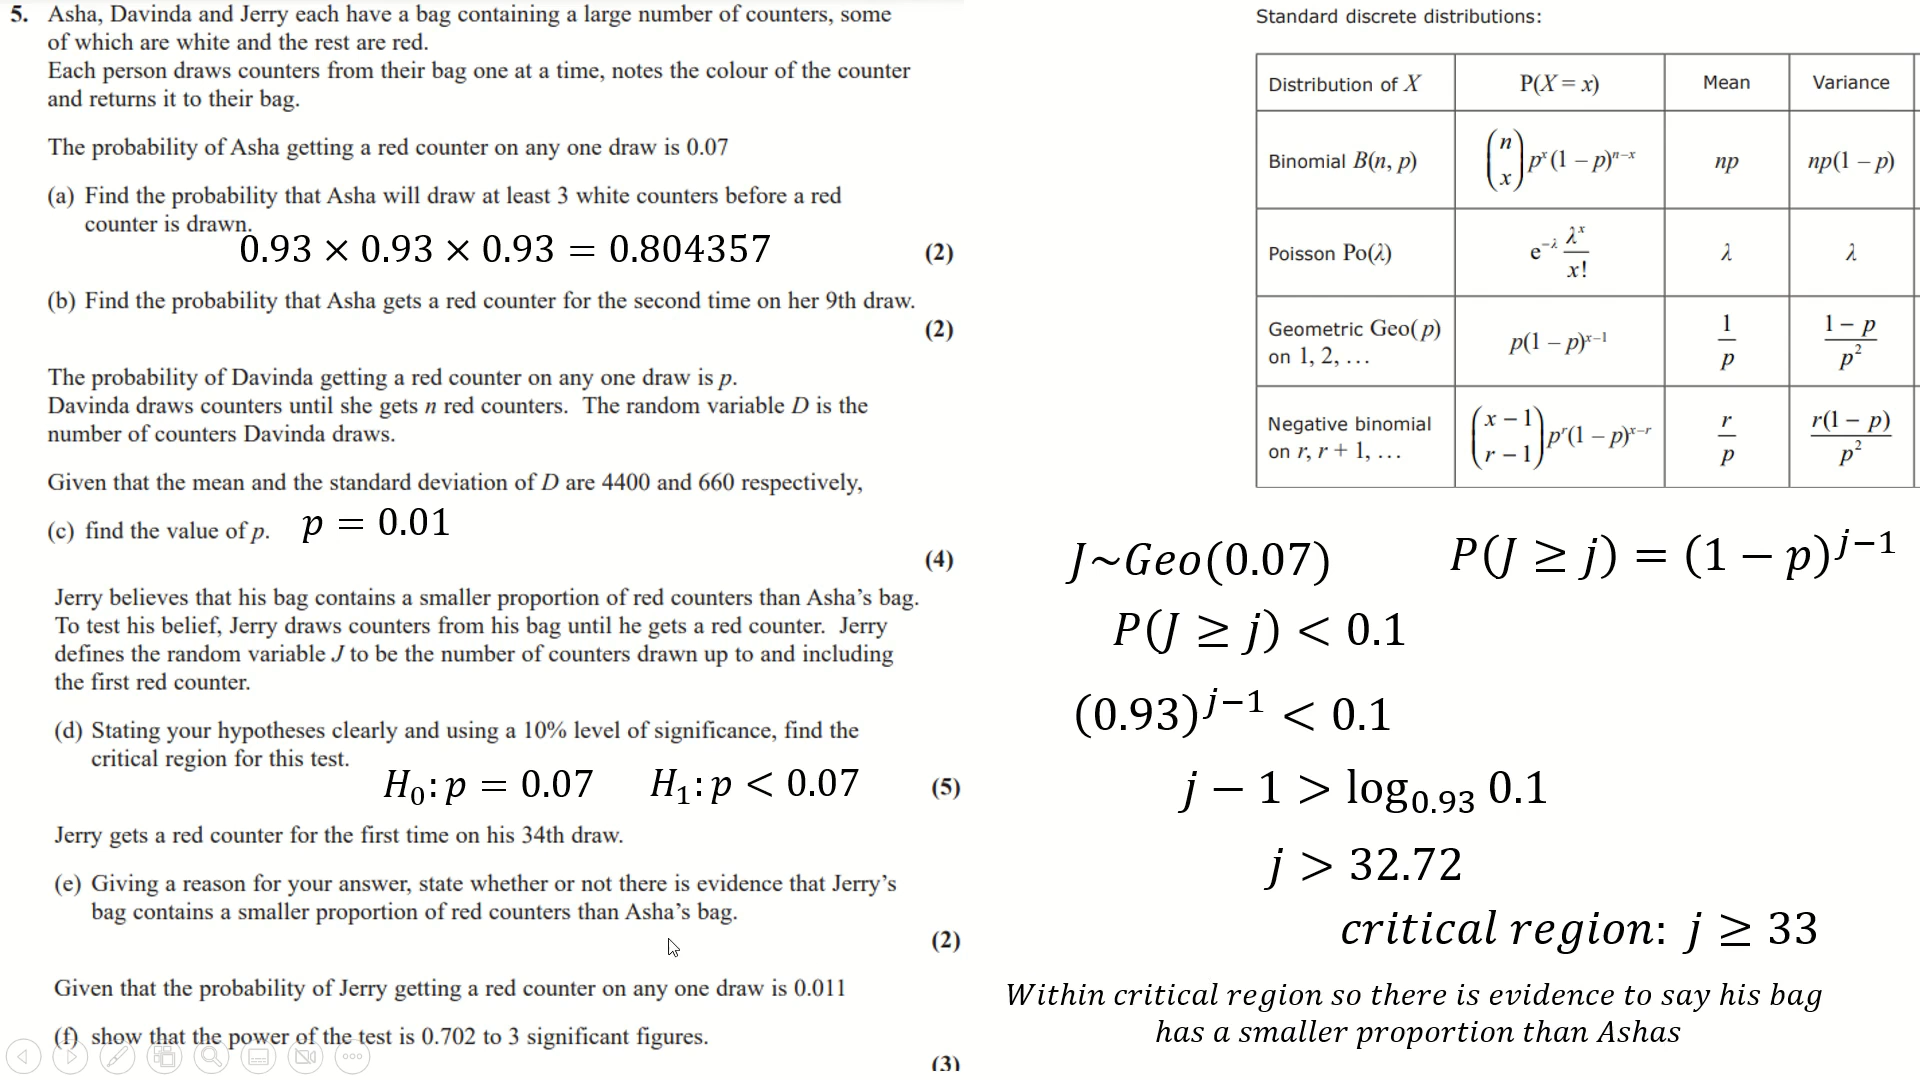 5. Asha, Davinda and Jerry each have a bag containing a large number of counters, some
of which are white and the rest are red.
Each person draws counters from their bag one at a time, notes the colour of the counter
and returns it to their bag.
The probability of Asha getting a red counter on any one draw is 0.07
(a) Find the probability that Asha will draw at least 3 white counters before a red
counter is drawn.
0.93 × 0.93 × 0.93 = 0.804357
(2)
(b) Find the probability that Asha gets a red counter for the second time on her 9th draw.
(2)
The probability of Davinda getting a red counter on any one draw is p.
Davinda draws counters until she gets n red counters. The random variable D is the
number of counters Davinda draws.
Given that the mean and the standard deviation of D are 4400 and 660 respectively,
(c) find the value of p. p = 0.01
(4)
Jerry believes that his bag contains a smaller proportion of red counters than Asha's bag.
To test his belief, Jerry draws counters from his bag until he gets a red counter. Jerry
defines the random variable J to be the number of counters drawn up to and including
the first red counter.
(d) Stating your hypotheses clearly and using a 10% level of significance, find the
critical region for this test.
H₀: p = 0.07 H₁: p < 0.07
(5)
Jerry gets a red counter for the first time on his 34th draw.
(e) Giving a reason for your answer, state whether or not there is evidence that Jerry's
bag contains a smaller proportion of red counters than Asha's bag.
(2)
Given that the probability of Jerry getting a red counter on any one draw is 0.011
(f) show that the power of the test is 0.702 to 3 significant figures.
(3)
Standard discrete distributions:
Distribution of X P(X = x) Mean Variance
Binomial B(n, p) (n x) pˣ(1 − p)ⁿ⁻ˣ np np(1 − p)
Poisson Po(λ) e^(−λ) λˣ/x! λ λ
Geometric Geo(p) on 1, 2, … p(1 − p)ˣ⁻¹ 1/p (1 − p)/p²
Negative binomial on r, r + 1, … (x − 1 r − 1) pʳ(1 − p)ˣ⁻ʳ r/p r(1 − p)/p²
J~Geo(0.07) P(J ≥ j) = (1 − p)^(j−1)
P(J ≥ j) < 0.1
(0.93)^(j−1) < 0.1
j − 1 > log₀.₉₃ 0.1
j > 32.72
critical region: j ≥ 33
Within critical region so there is evidence to say his bag
has a smaller proportion than Ashas